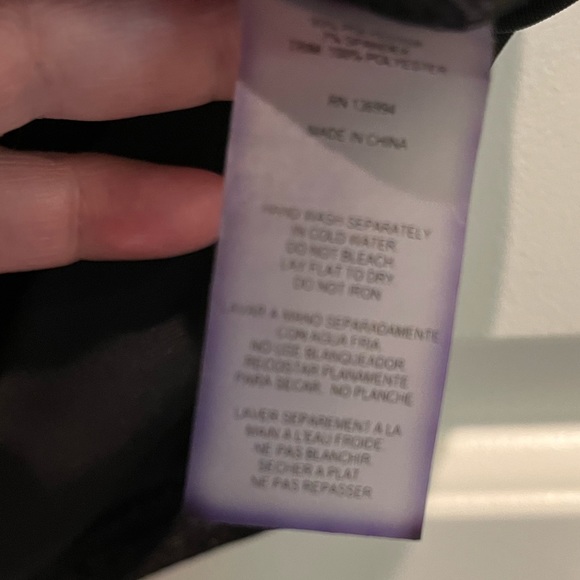 7% SPANDEX
TRIM: 100% POLYESTER
RN 136994
MADE IN CHINA
HAND WASH SEPARATELY
IN COLD WATER
DO NOT BLEACH
LAY FLAT TO DRY
DO NOT IRON
LAVAR A MANO SEPARADAMENTE
CON AGUA FRIA.
NO USE BLANQUEADOR
RECOSTAR PLANAMENTE
PARA SECAR. NO PLANCHE
LAVER SEPAREMENT A LA
MAIN A L'EAU FROIDE.
NE PAS BLANCHIR.
SECHER A PLAT
NE PAS REPASSER